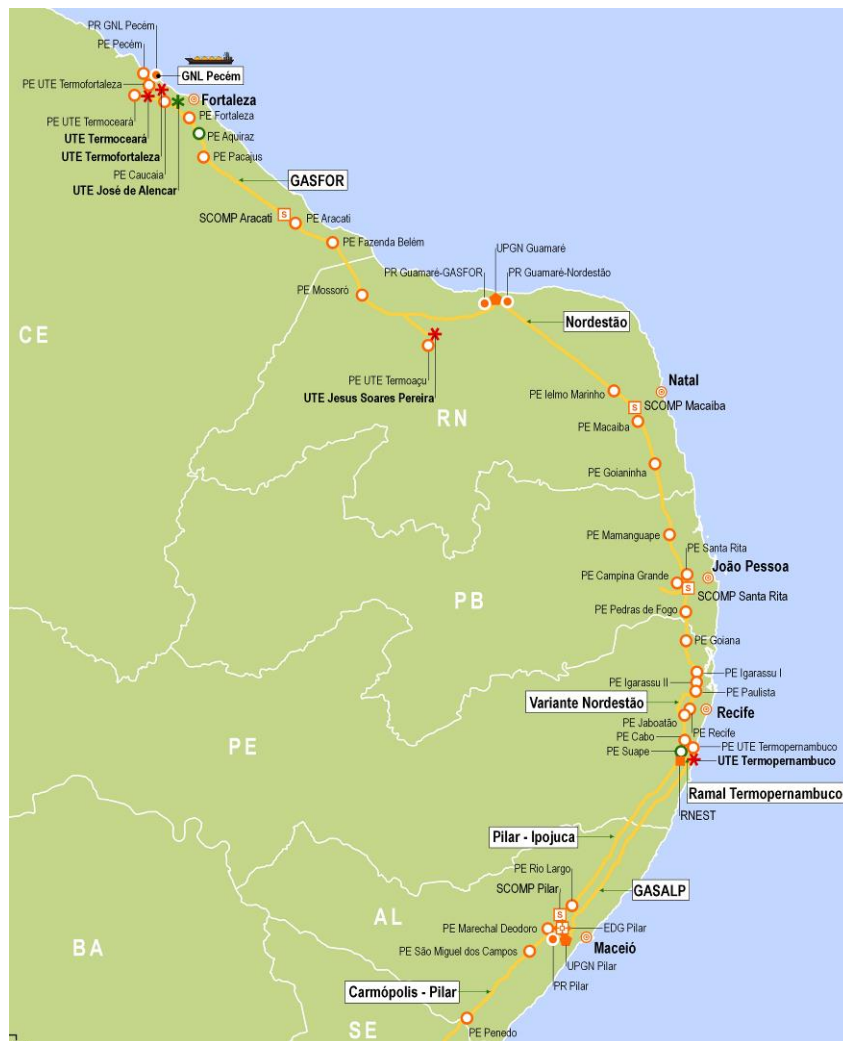 PR GNL Pecém
PE Pecém
GNL Pecém
PE UTE Termofortaleza
Fortaleza
PE Fortaleza
PE UTE Termoceará
PE Aquiraz
UTE Termoceará
UTE Termofortaleza
PE Pacajus
PE Caucaia
GASFOR
UTE José de Alencar
S
SCOMP Aracati
PE Aracati
PE Fazenda Belém
UPGN Guamaré
PR Guamaré-GASFOR
PR Guamaré-Nordestão
PE Mossoró
Nordestão
CE
PE UTE Termoaçu
Natal
PE Ielmo Marinho
UTE Jesus Soares Pereira
S
SCOMP Macaiba
RN
PE Macaiba
PE Goianinha
PE Mamanguape
PE Santa Rita
João Pessoa
PE Campina Grande
S
SCOMP Santa Rita
PB
PE Pedras de Fogo
PE Goiana
PE Igarassu I
PE Igarassu II
PE Paulista
Variante Nordestão
Recife
PE Jaboatão
PE Recife
PE Cabo
PE
PE UTE Termopernambuco
PE Suape
UTE Termopernambuco
Ramal Termopernambuco
RNEST
Pilar - Ipojuca
PE Rio Largo
SCOMP Pilar
GASALP
S
AL
PE Marechal Deodoro
EDG Pilar
BA
PE São Miguel dos Campos
Maceió
UPGN Pilar
PR Pilar
Carmópolis - Pilar
SE
PE Penedo